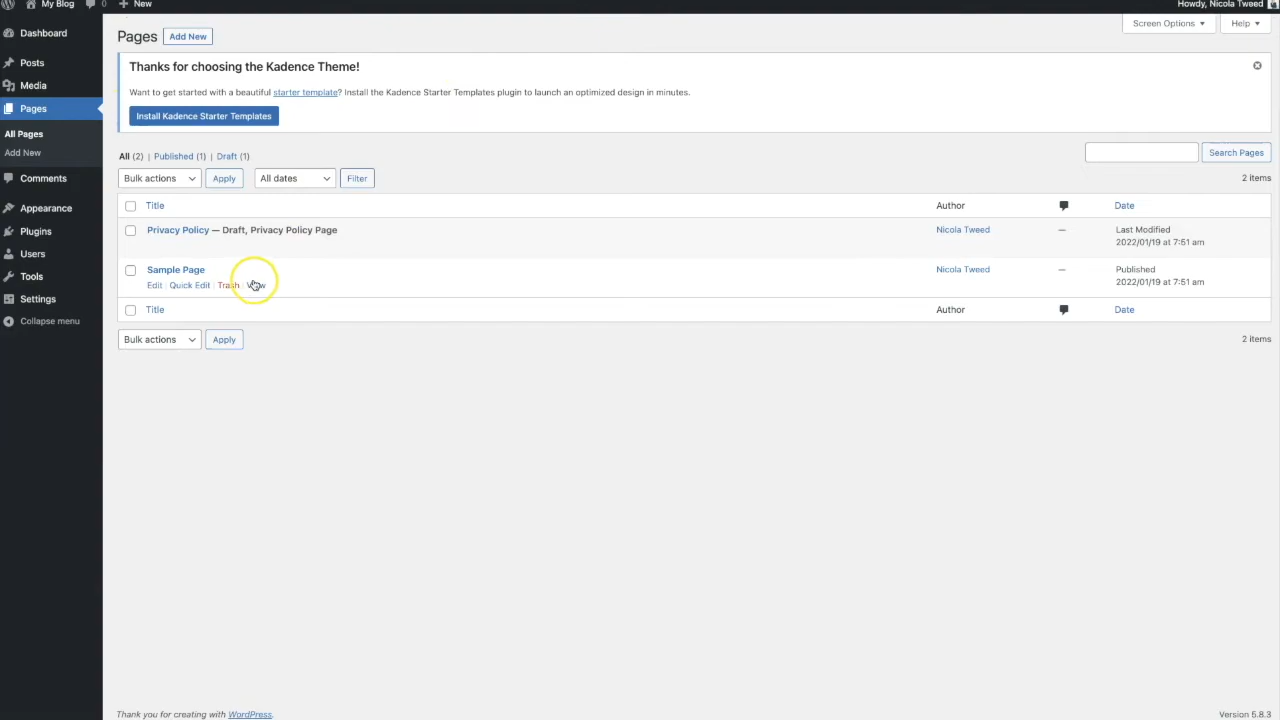 My Blog 0 New Howdy, Nicola Tweed
Screen Options Help
Dashboard
Posts
Media
Pages
All Pages
Add New
Comments
Appearance
Plugins
Users
Tools
Settings
Collapse menu
Pages Add New
Thanks for choosing the Kadence Theme!
Want to get started with a beautiful starter template? Install the Kadence Starter Templates plugin to launch an optimized design in minutes.
Install Kadence Starter Templates
All (2) | Published (1) | Draft (1)
Search Pages
Bulk actions Apply All dates Filter 2 items
Title Author Date
Privacy Policy — Draft, Privacy Policy Page Nicola Tweed — Last Modified
2022/01/19 at 7:51 am
Sample Page Nicola Tweed — Published
Edit | Quick Edit | Trash | 2022/01/19 at 7:51 am
Title Author Date
Bulk actions Apply 2 items
Thank you for creating with WordPress. Version 5.8.3